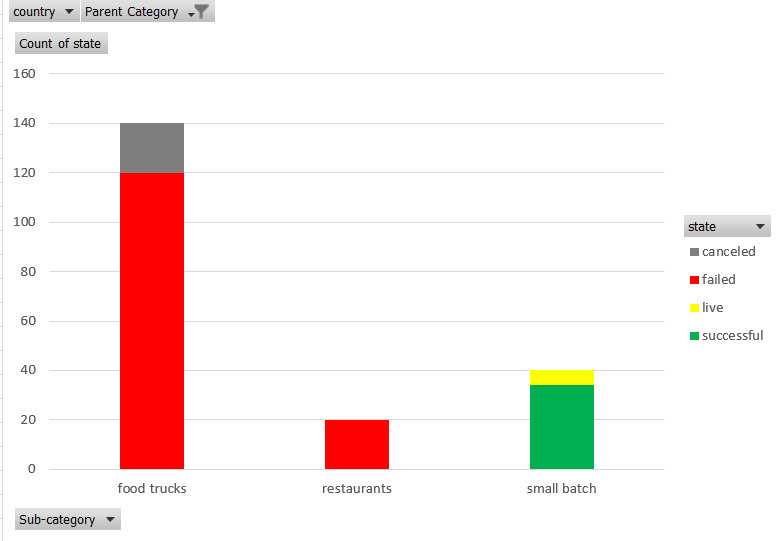 country Parent Category
Count of state
160
140
120
100
80
60
40
20
0
food trucks restaurants small batch
state
canceled
failed
live
successful
Sub-category